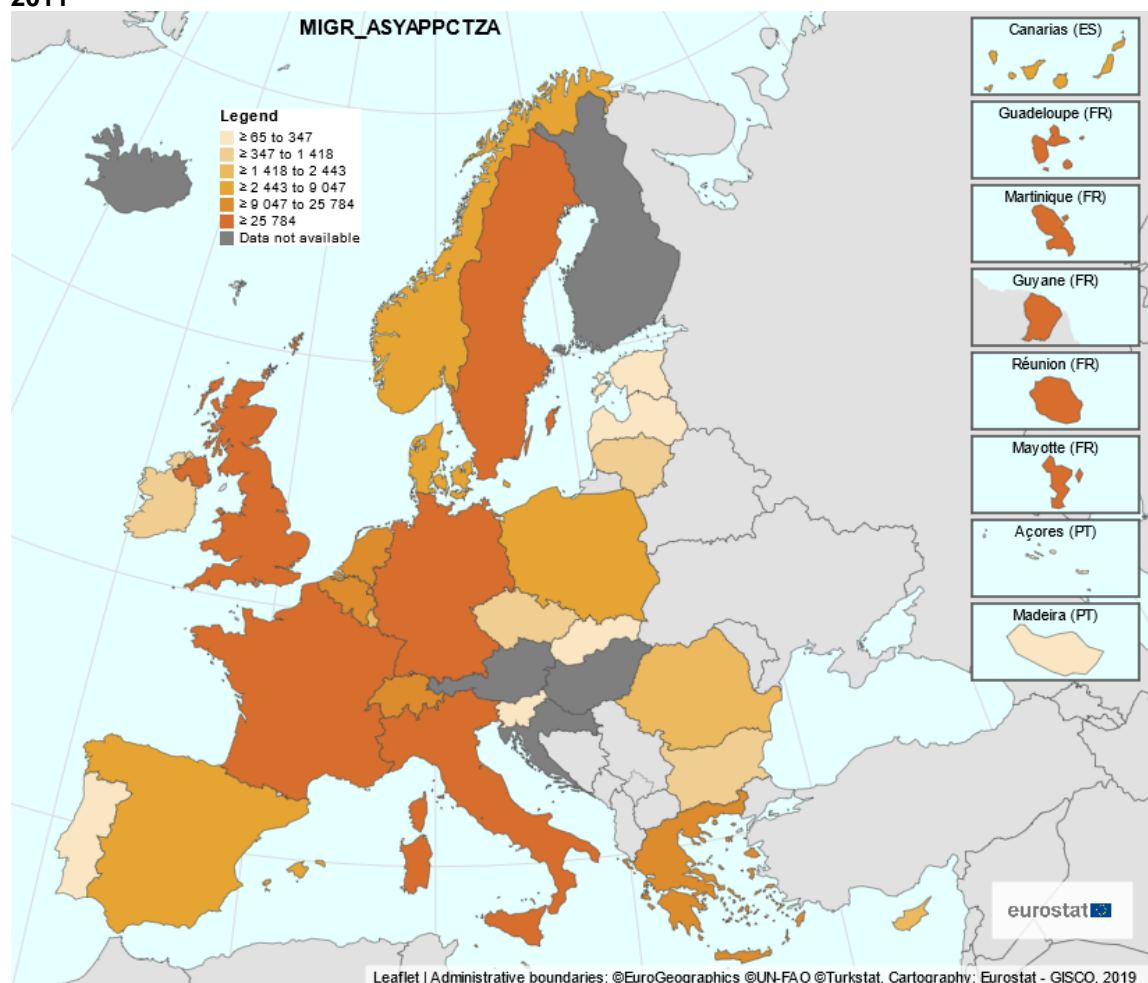 2011
MIGR_ASYAPPCTZA
Legend
≥ 65 to 347
≥ 347 to 1 418
≥ 1 418 to 2 443
≥ 2 443 to 9 047
≥ 9 047 to 25 784
≥ 25 784
Data not available
Canarias (ES)
Guadeloupe (FR)
Martinique (FR)
Guyane (FR)
Réunion (FR)
Mayotte (FR)
Açores (PT)
Madeira (PT)
eurostat
Leaflet | Administrative boundaries: ©EuroGeographics ©UN-FAO ©Turkstat, Cartography: Eurostat - GISCO, 2019